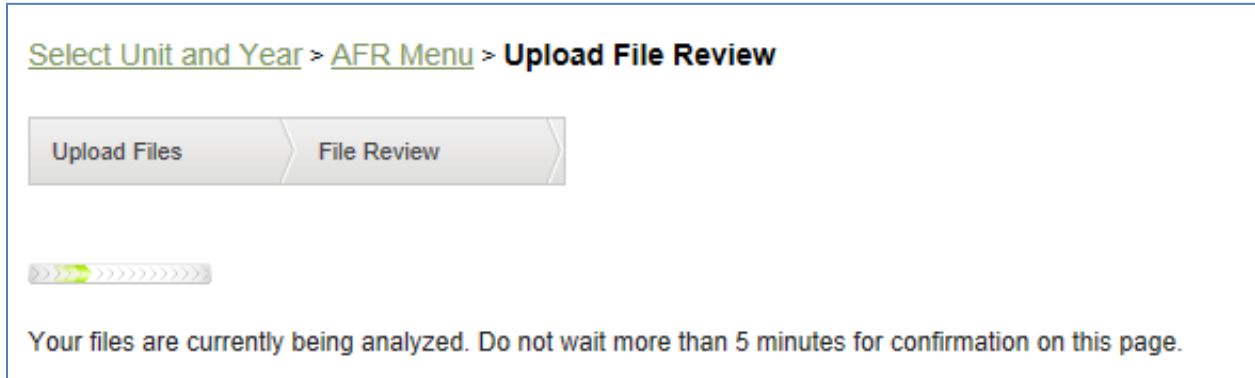 Select Unit and Year > AFR Menu > Upload File Review
Upload Files File Review
Your files are currently being analyzed. Do not wait more than 5 minutes for confirmation on this page.